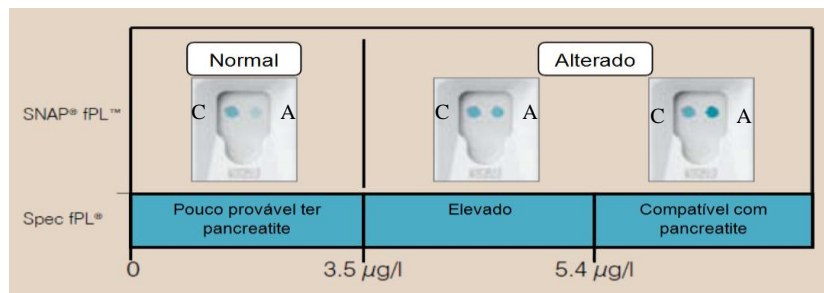 Normal
Alterado
SNAP® fPL™
C A
C A
C A
Spec fPL®
Pouco provável ter
pancreatite
Elevado
Compatível com
pancreatite
0
3.5 µg/l
5.4 µg/l